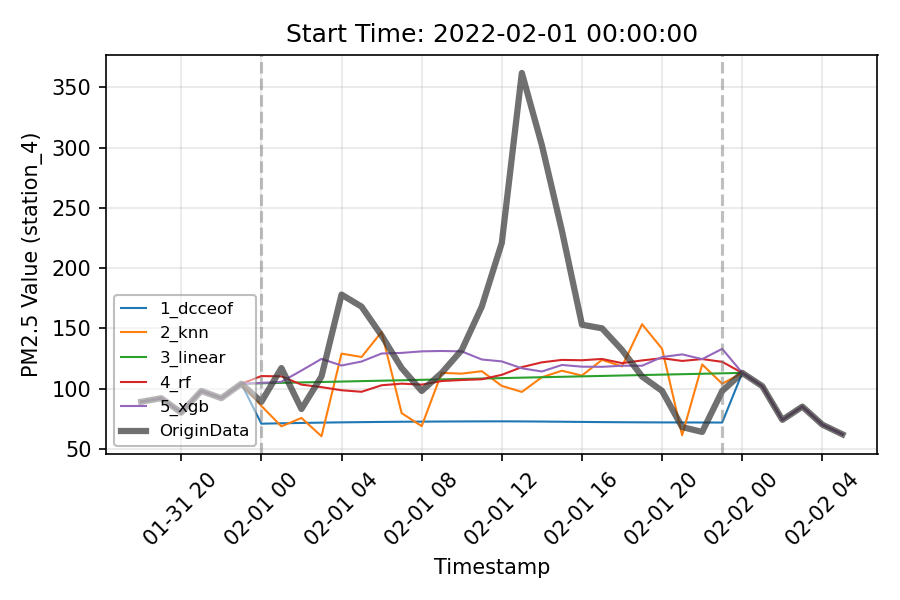 Start Time: 2022-02-01 00:00:00
PM2.5 Value (station_4)
350
300
250
200
150
100
50
1_dcceof
2_knn
3_linear
4_rf
5_xgb
OriginData
01-31 20
02-01 00
02-01 04
02-01 08
02-01 12
02-01 16
02-01 20
02-02 00
02-02 04
Timestamp